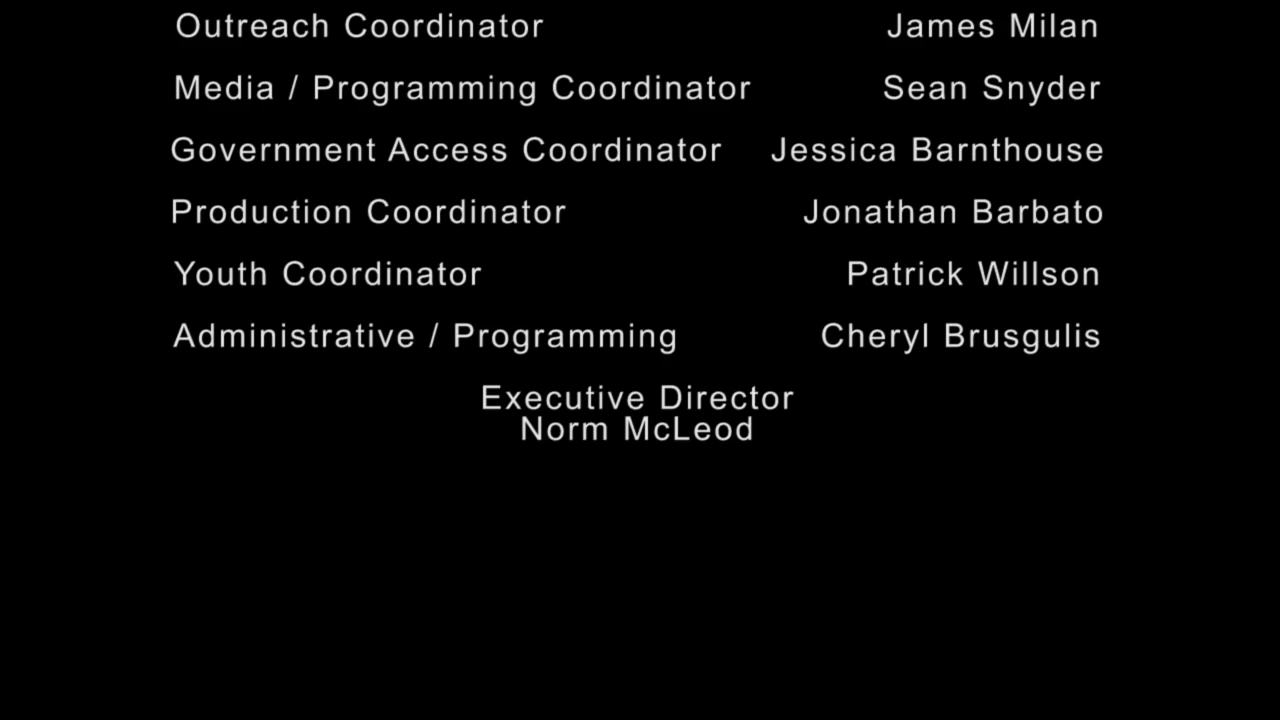 Outreach Coordinator James Milan
Media / Programming Coordinator Sean Snyder
Government Access Coordinator Jessica Barnthouse
Production Coordinator Jonathan Barbato
Youth Coordinator Patrick Willson
Administrative / Programming Cheryl Brusgulis
Executive Director
Norm McLeod